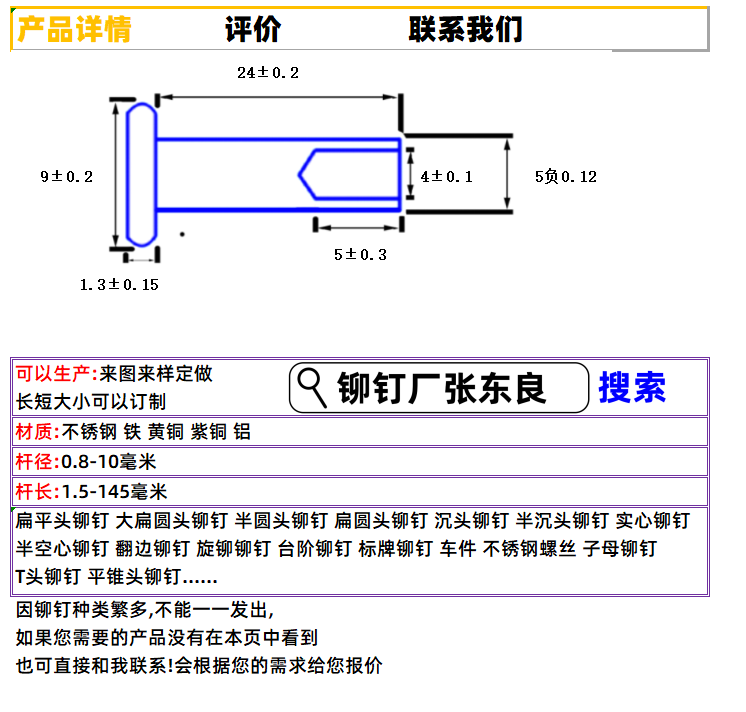 产品详情 评价 联系我们
24±0.2
9±0.2
4±0.1
5负0.12
5±0.3
1.3±0.15
可以生产:来图来样定做
长短大小可以订制
铆钉厂张东良 搜索
材质:不锈钢 铁 黄铜 紫铜 铝
杆径:0.8-10毫米
杆长:1.5-145毫米
扁平头铆钉 大扁圆头铆钉 半圆头铆钉 扁圆头铆钉 沉头铆钉 半沉头铆钉 实心铆钉
半空心铆钉 翻边铆钉 旋铆铆钉 台阶铆钉 标牌铆钉 车件 不锈钢螺丝 子母铆钉
T头铆钉 平锥头铆钉......
因铆钉种类繁多,不能一一发出,
如果您需要的产品没有在本页中看到
也可直接和我联系!会根据您的需求给您报价